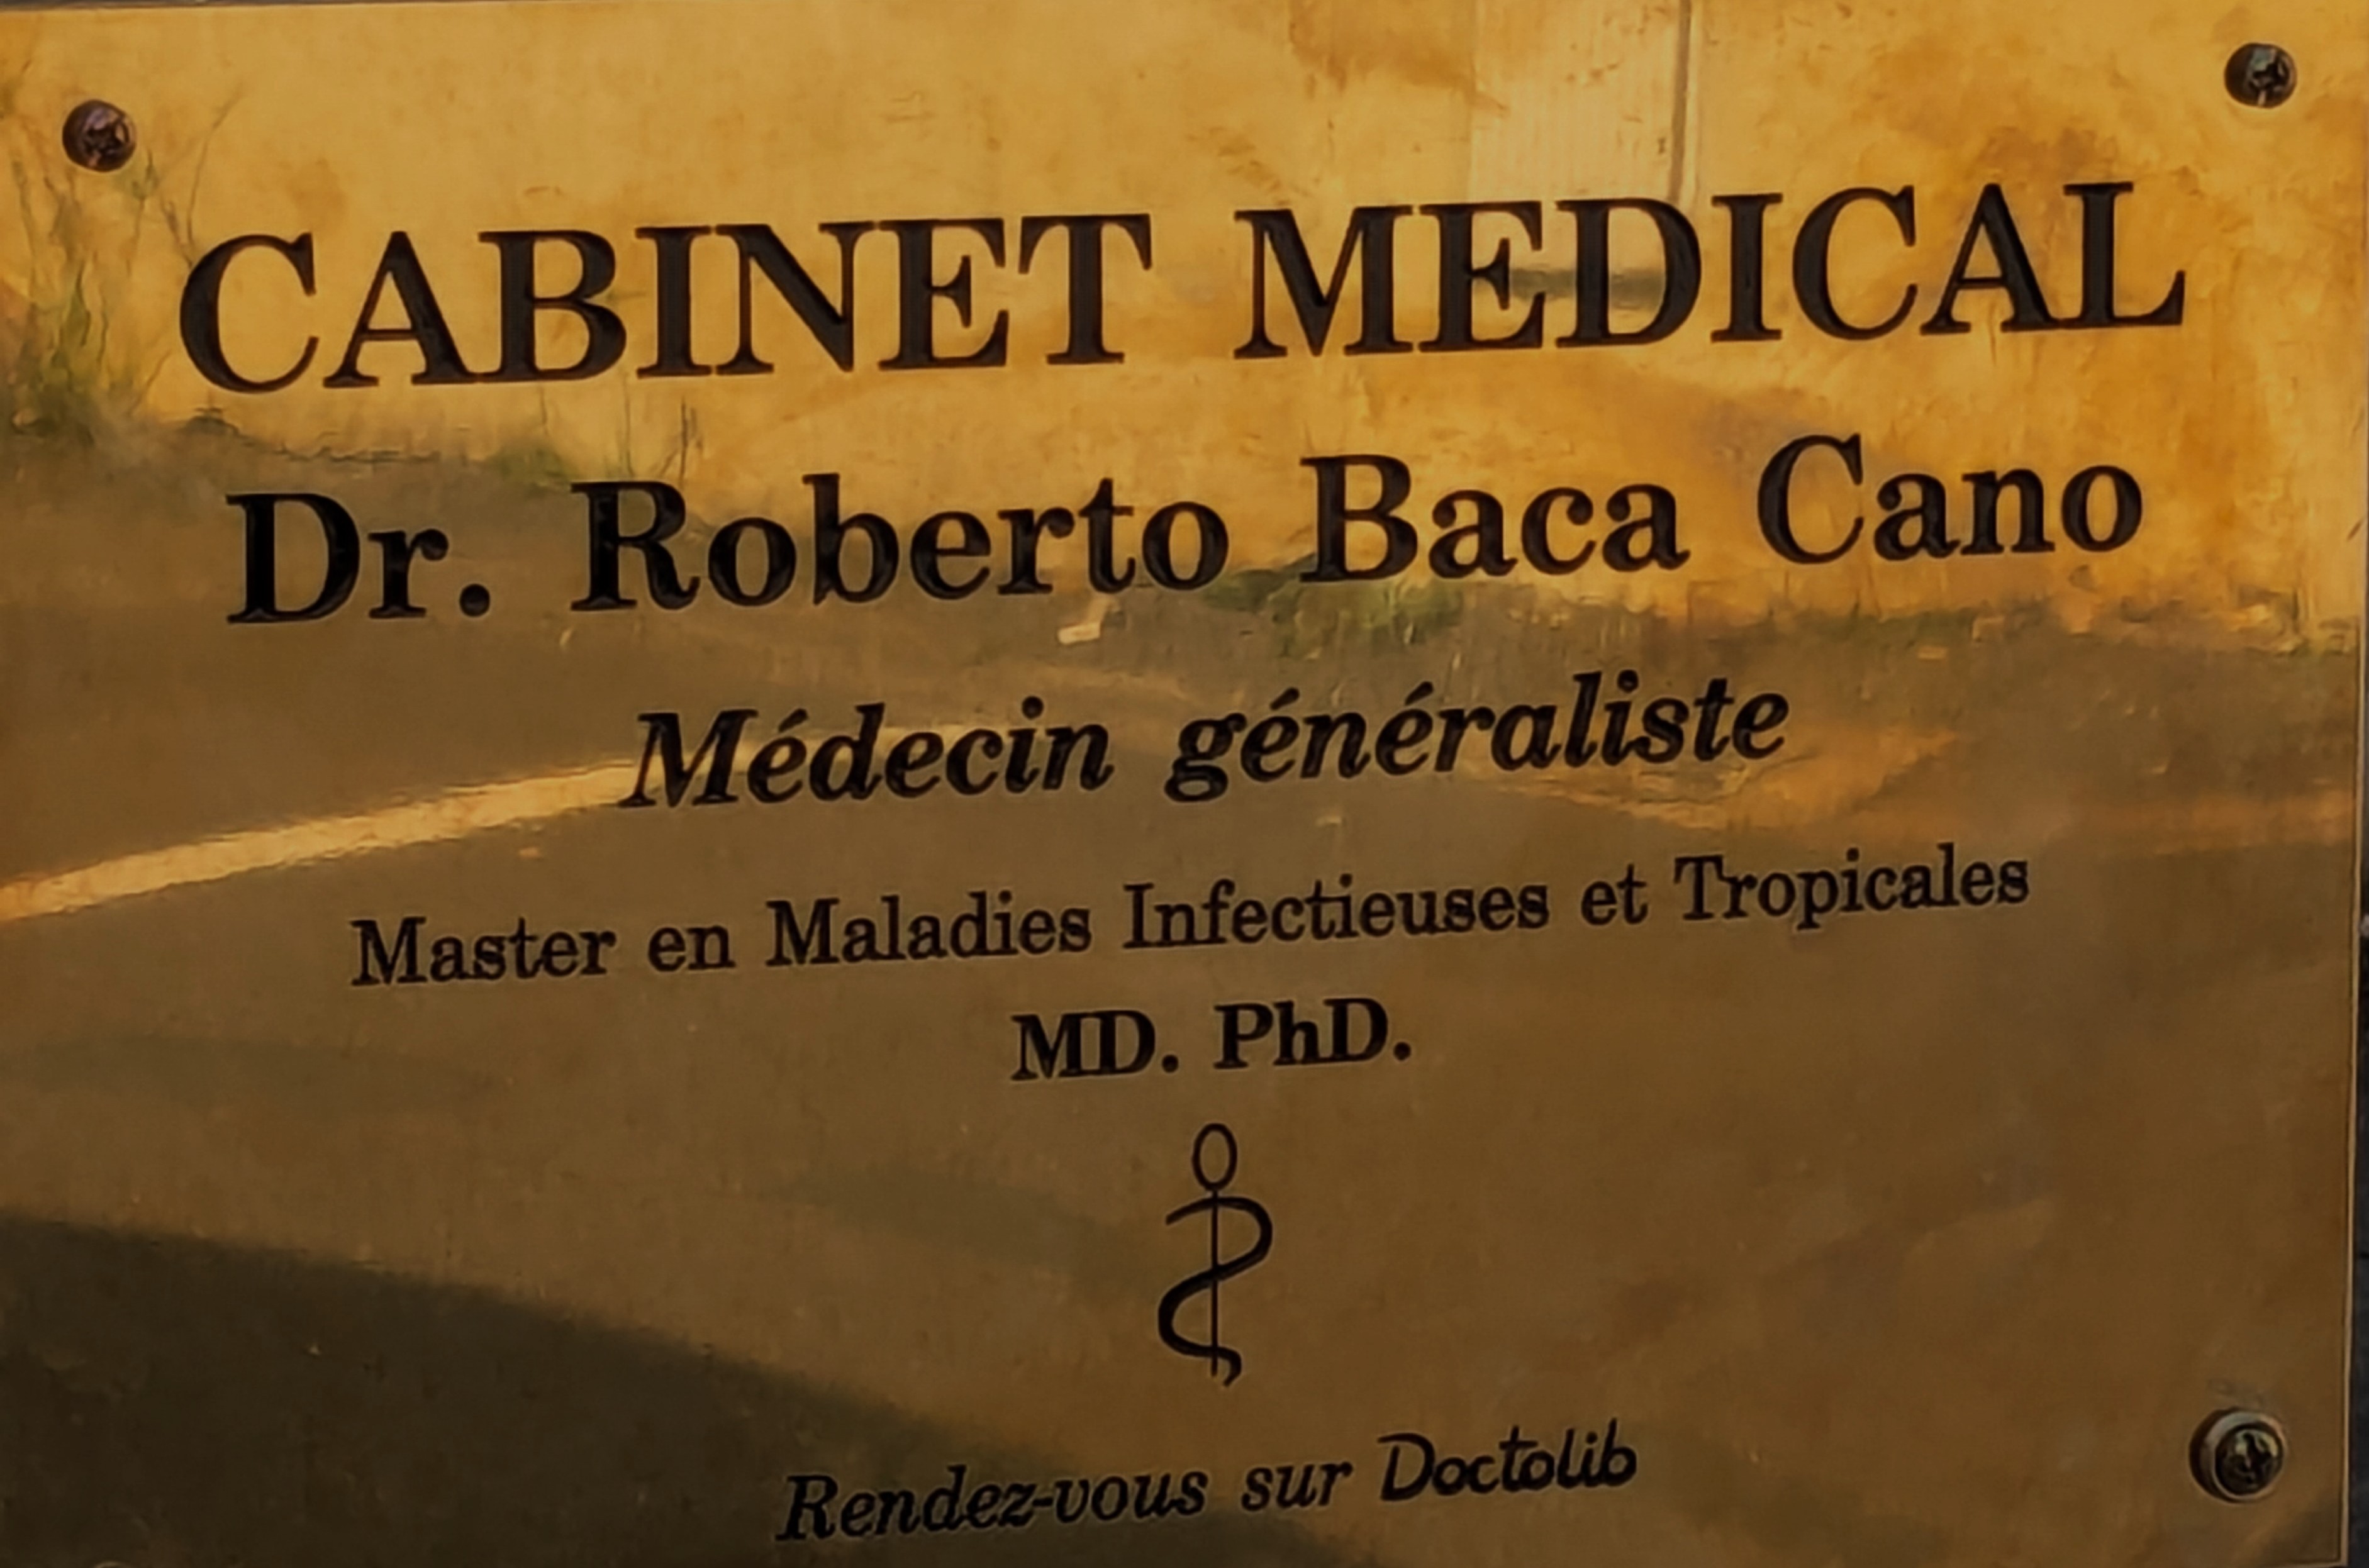 CABINET MEDICAL
Dr. Roberto Baca Cano
Médecin généraliste
Master en Maladies Infectieuses et Tropicales
MD. PhD.
Rendez-vous sur Doctolib